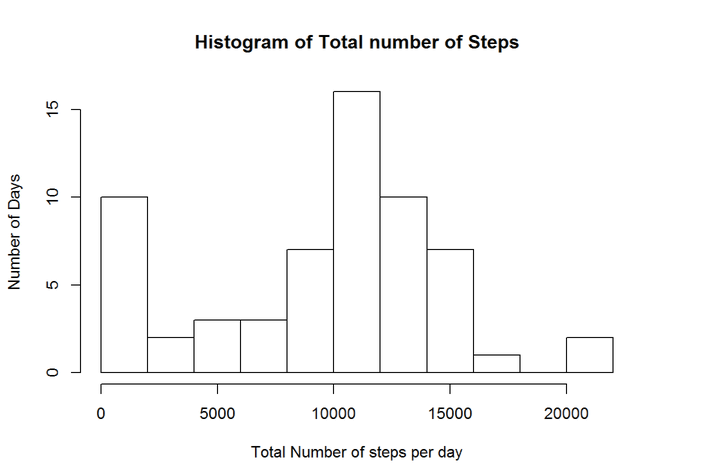 Histogram of Total number of Steps
Number of Days
15
10
5
0
0 5000 10000 15000 20000
Total Number of steps per day